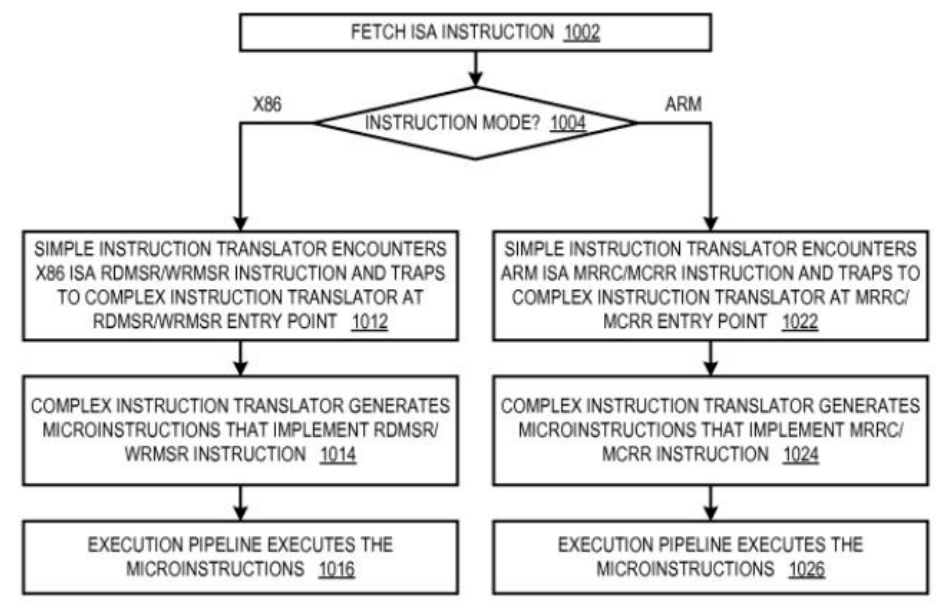 FETCH ISA INSTRUCTION 1002
X86
INSTRUCTION MODE? 1004
ARM
SIMPLE INSTRUCTION TRANSLATOR ENCOUNTERS
X86 ISA RDMSR/WRMSR INSTRUCTION AND TRAPS
TO COMPLEX INSTRUCTION TRANSLATOR AT
RDMSR/WRMSR ENTRY POINT 1012
SIMPLE INSTRUCTION TRANSLATOR ENCOUNTERS
ARM ISA MRRC/MCRR INSTRUCTION AND TRAPS TO
COMPLEX INSTRUCTION TRANSLATOR AT MRRC/
MCRR ENTRY POINT 1022
COMPLEX INSTRUCTION TRANSLATOR GENERATES
MICROINSTRUCTIONS THAT IMPLEMENT RDMSR/
WRMSR INSTRUCTION 1014
COMPLEX INSTRUCTION TRANSLATOR GENERATES
MICROINSTRUCTIONS THAT IMPLEMENT MRRC/
MCRR INSTRUCTION 1024
EXECUTION PIPELINE EXECUTES THE
MICROINSTRUCTIONS 1016
EXECUTION PIPELINE EXECUTES THE
MICROINSTRUCTIONS 1026